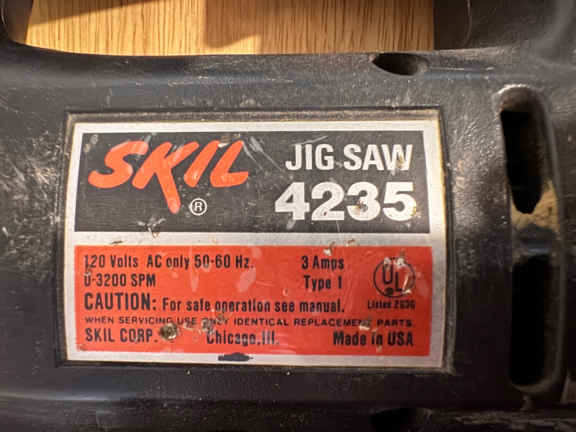 SKIL®
JIG SAW
4235
120 Volts AC only 50-60 Hz. 3 Amps
0-3200 SPM Type 1
UL
CAUTION: For safe operation see manual. Listed
WHEN SERVICING USE ONLY IDENTICAL REPLACEMENT PARTS
SKIL CORP. Chicago, Ill. Made in USA